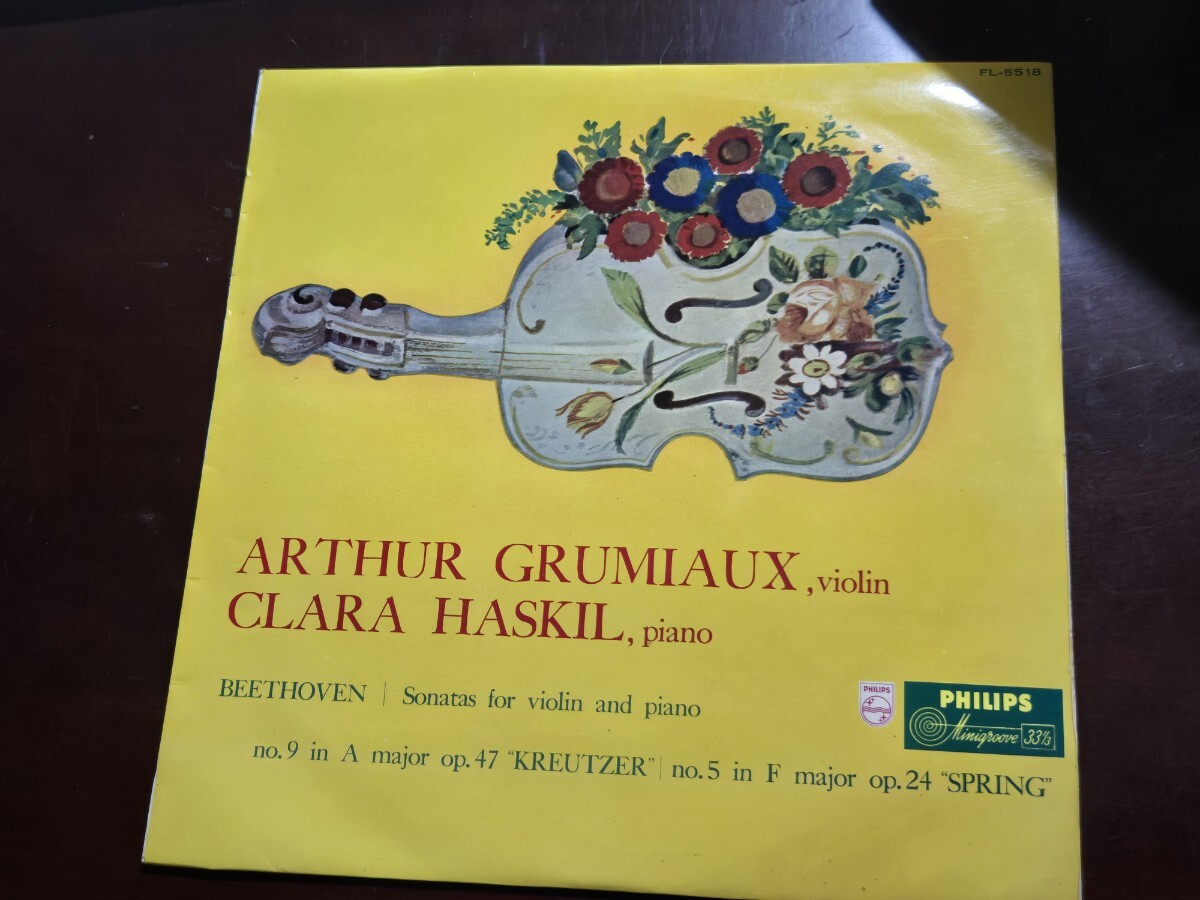 FL-5518
ARTHUR GRUMIAUX, violin
CLARA HASKIL, piano
BEETHOVEN | Sonatas for violin and piano
no. 9 in A major op. 47 “KREUTZER” | no. 5 in F major op. 24 “SPRING”
PHILIPS
PHILIPS
Minigroove 33⅓